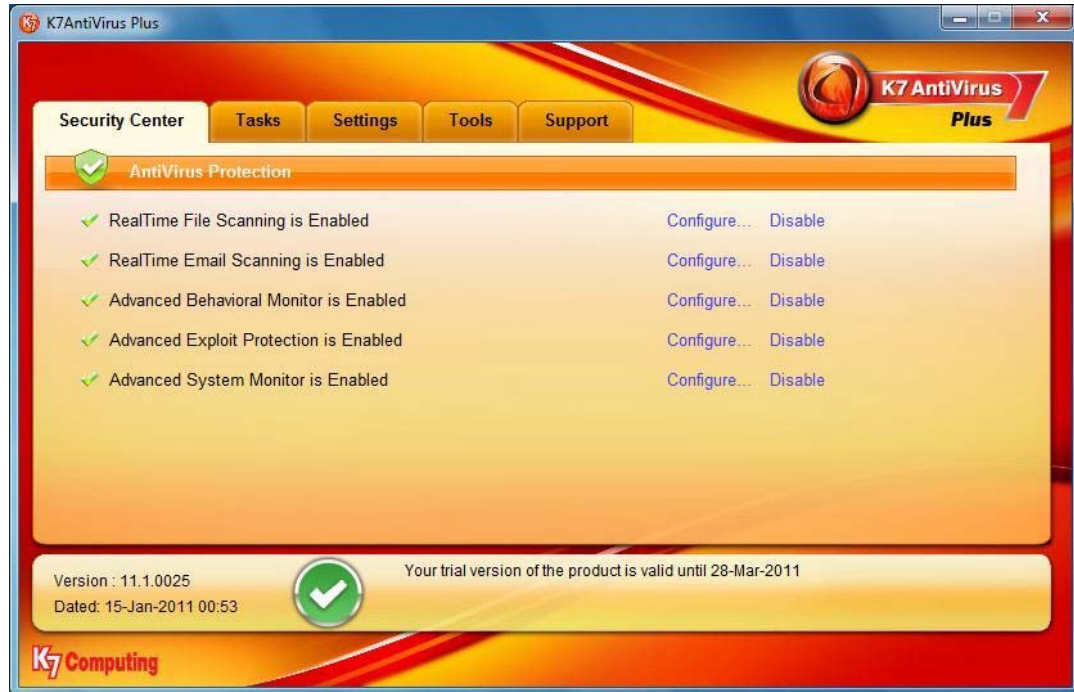 K7AntiVirus Plus
K7 AntiVirus
Plus
Security Center Tasks Settings Tools Support
AntiVirus Protection
RealTime File Scanning is Enabled Configure... Disable
RealTime Email Scanning is Enabled Configure... Disable
Advanced Behavioral Monitor is Enabled Configure... Disable
Advanced Exploit Protection is Enabled Configure... Disable
Advanced System Monitor is Enabled Configure... Disable
Your trial version of the product is valid until 28-Mar-2011
Version : 11.1.0025
Dated: 15-Jan-2011 00:53
K7 Computing